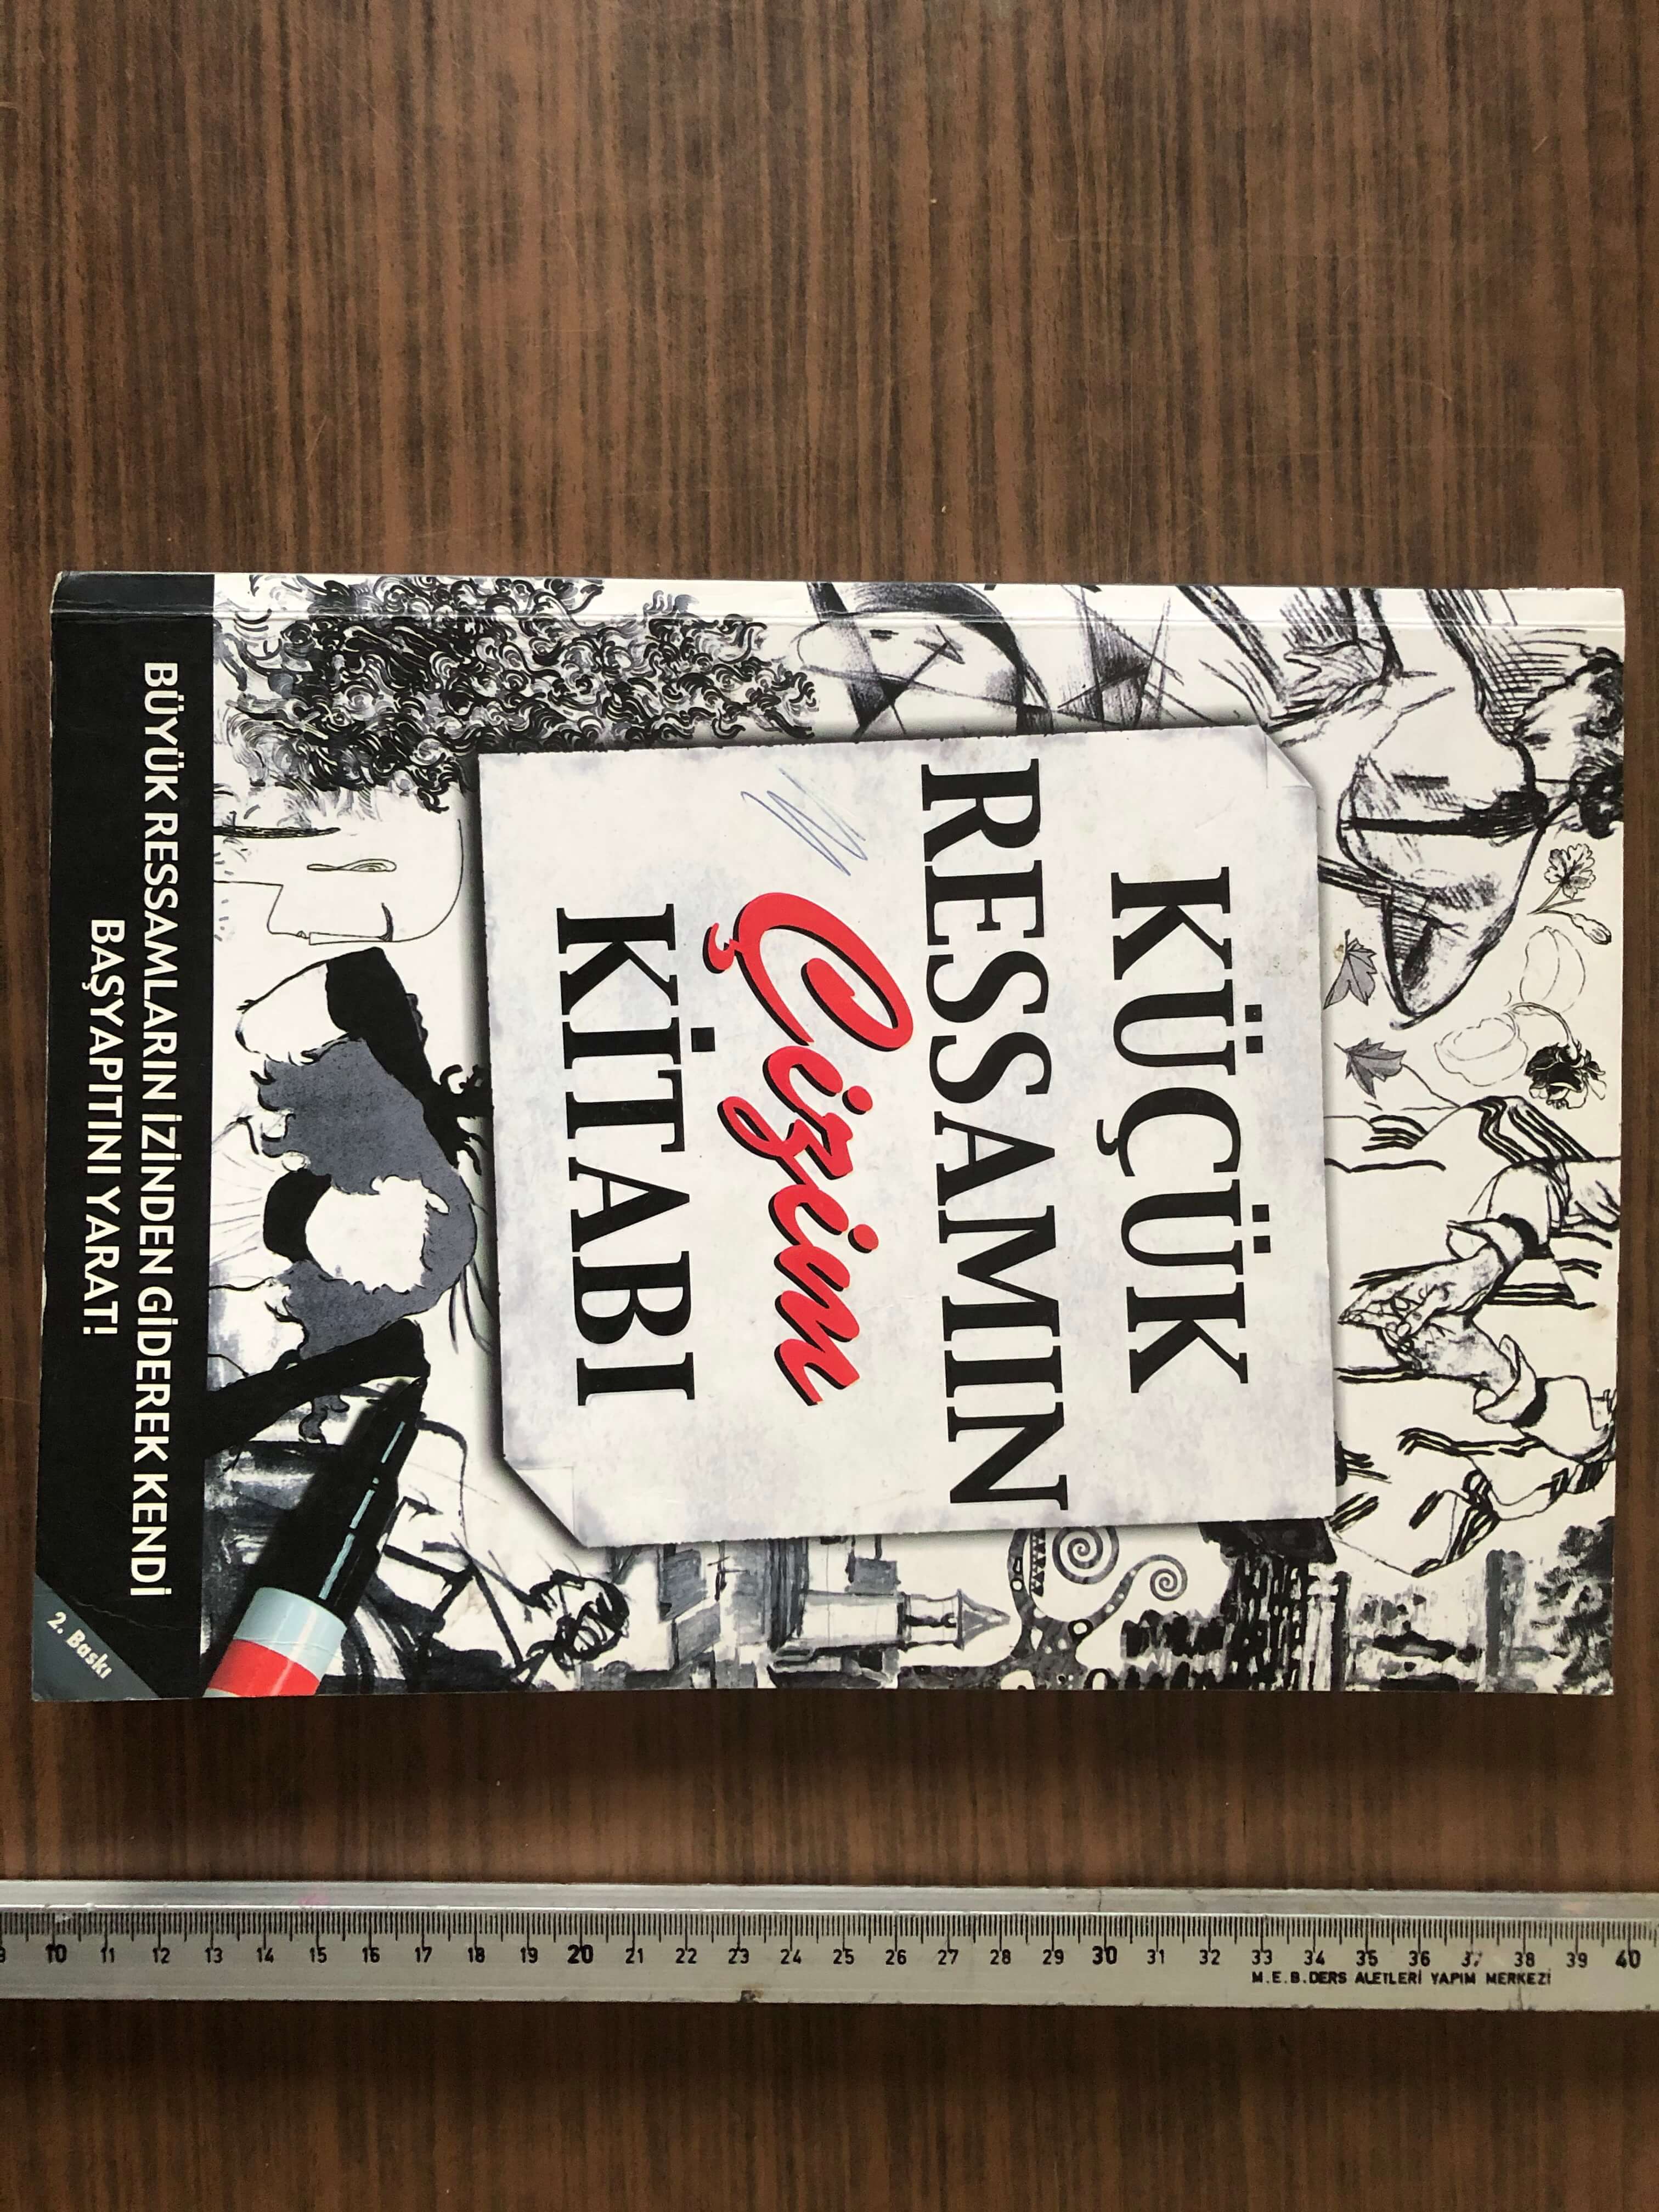 KÜÇÜK
RESSAMIN
Çizim
KİTABI
BÜYÜK RESSAMLARIN İZİNDEN GİDEREK KENDİ
BAŞYAPITINI YARAT!
2. Baskı
10 11 12 13 14 15 16 17 18 19 20 21 22 23 24 25 26 27 28 29 30 31 32 33 34 35 36 37 38 39 40
M.E.B. DERS ALETLERİ YAPIM MERKEZİ